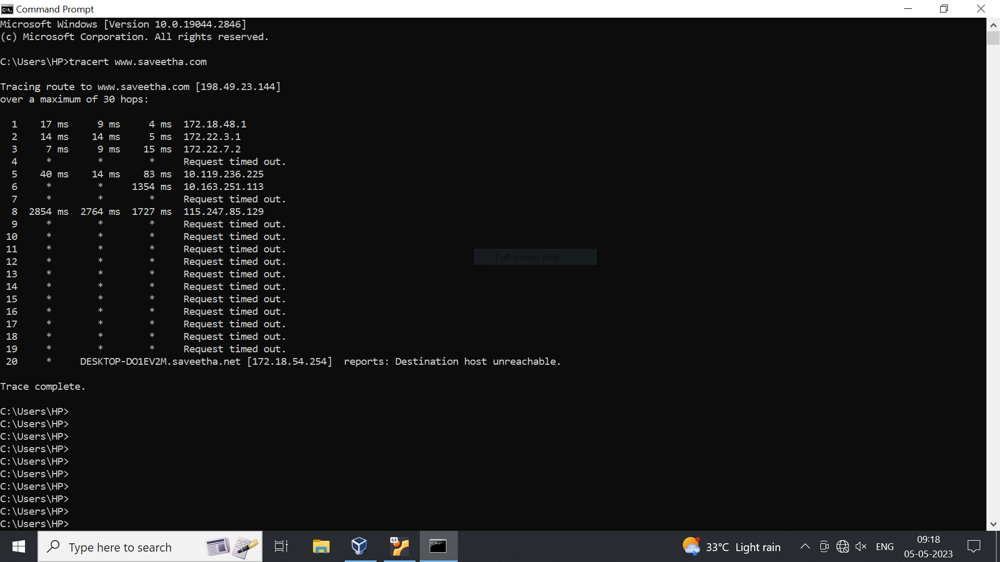 Command Prompt
Microsoft Windows [Version 10.0.19044.2846]
(c) Microsoft Corporation. All rights reserved.
C:\Users\HP>tracert www.saveetha.com
Tracing route to www.saveetha.com [198.49.23.144]
over a maximum of 30 hops:
1 17 ms 9 ms 4 ms 172.18.48.1
2 14 ms 14 ms 5 ms 172.22.3.1
3 7 ms 9 ms 15 ms 172.22.7.2
4 * * * Request timed out.
5 40 ms 14 ms 83 ms 10.119.236.225
6 * * 1354 ms 10.163.251.113
7 * * * Request timed out.
8 2854 ms 2764 ms 1727 ms 115.247.85.129
9 * * * Request timed out.
10 * * * Request timed out.
11 * * * Request timed out.
12 * * * Request timed out.
13 * * * Request timed out.
14 * * * Request timed out.
15 * * * Request timed out.
16 * * * Request timed out.
17 * * * Request timed out.
18 * * * Request timed out.
19 * * * Request timed out.
20 * DESKTOP-DO1EV2M.saveetha.net [172.18.54.254] reports: Destination host unreachable.
Trace complete.
C:\Users\HP>
C:\Users\HP>
C:\Users\HP>
C:\Users\HP>
C:\Users\HP>
C:\Users\HP>
C:\Users\HP>
C:\Users\HP>
C:\Users\HP>
C:\Users\HP>
Full-screen Snip
Type here to search
64
33°C Light rain
ENG
09:18
05-05-2023